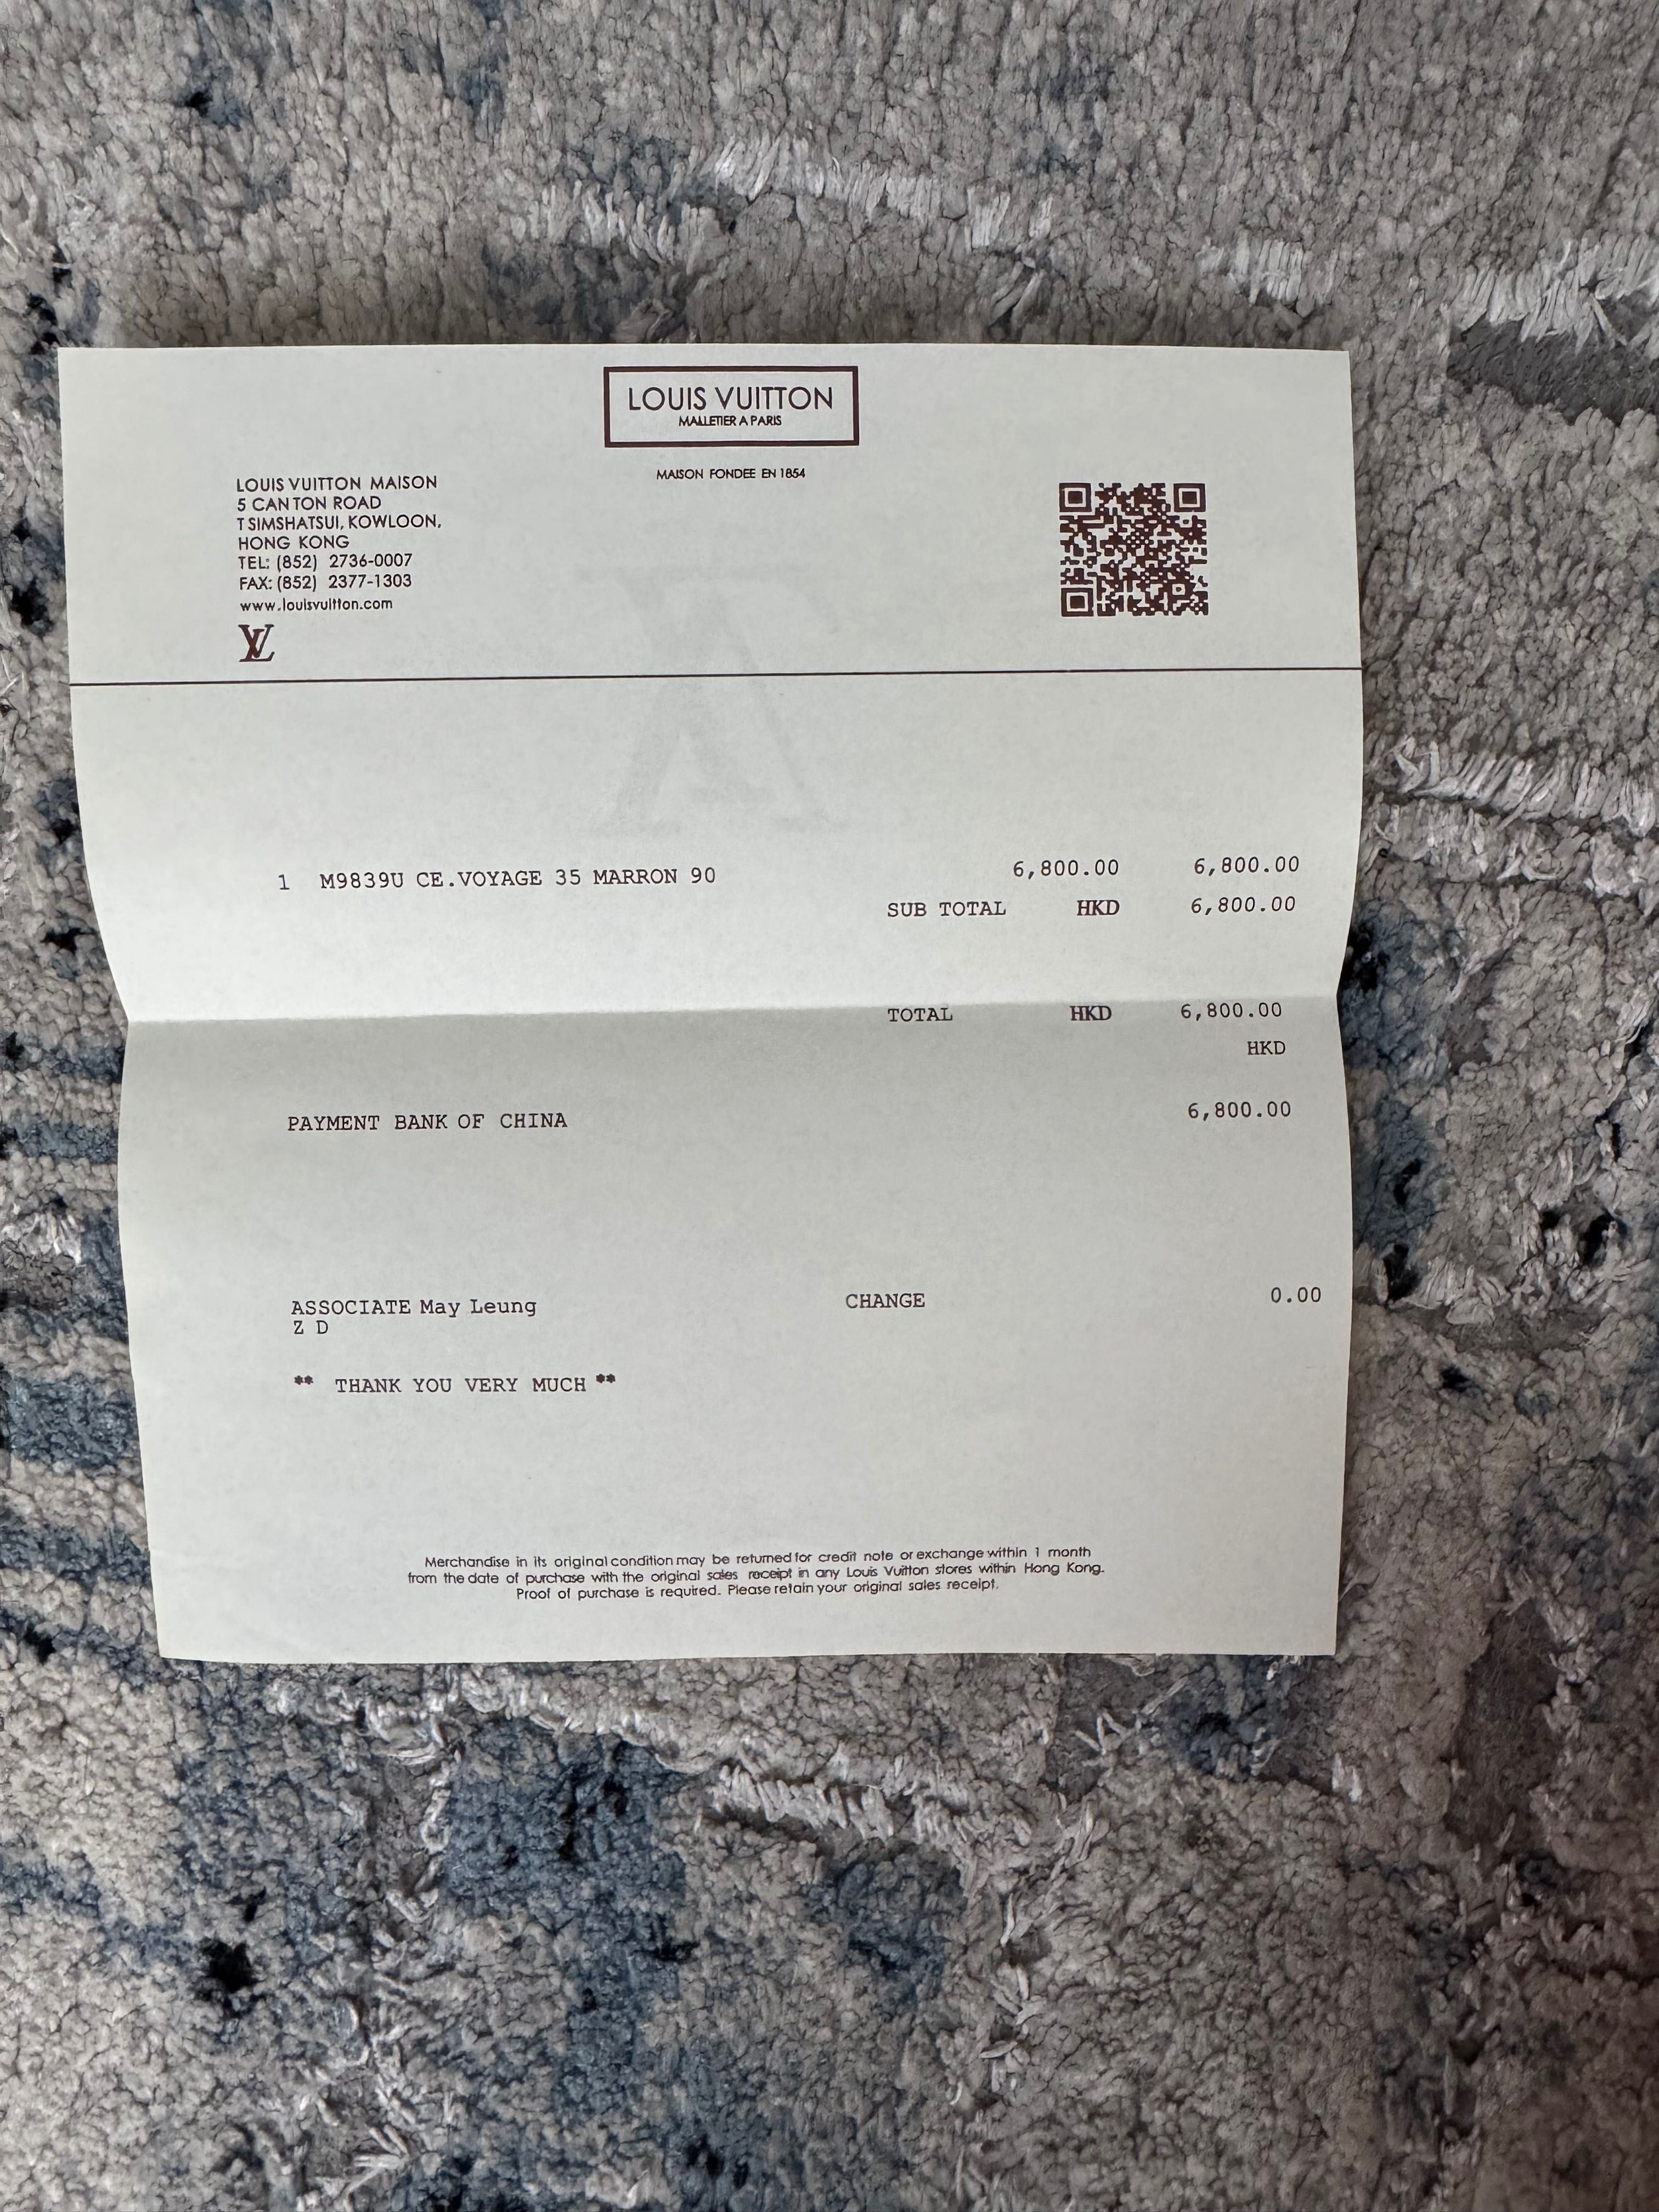 LOUIS VUITTON
MALLETIER A PARIS
MAISON FONDEE EN 1854
LOUIS VUITTON MAISON
5 CANTON ROAD
TSIMSHATSUI, KOWLOON,
HONG KONG
TEL: (852) 2736-0007
FAX: (852) 2377-1303
www.louisvuitton.com
LV
1 M9839U CE.VOYAGE 35 MARRON 90 6,800.00 6,800.00
SUB TOTAL HKD 6,800.00
TOTAL HKD 6,800.00
HKD
PAYMENT BANK OF CHINA 6,800.00
ASSOCIATE May Leung CHANGE 0.00
Z D
** THANK YOU VERY MUCH **
Merchandise in its original condition may be returned for credit note or exchange within 1 month
from the date of purchase with the original sales receipt in any Louis Vuitton stores within Hong Kong.
Proof of purchase is required. Please retain your original sales receipt.